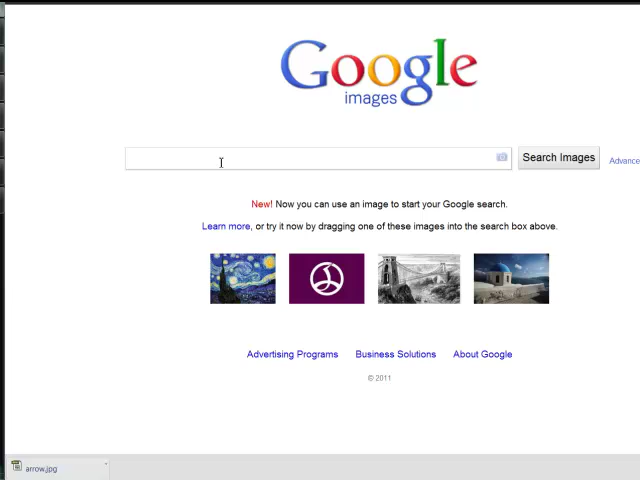 Google
images
Search Images
New! Now you can use an image to start your Google search.
Learn more, or try it now by dragging one of these images into the search box above.
Advertising Programs Business Solutions About Google
© 2011
arrow.jpg